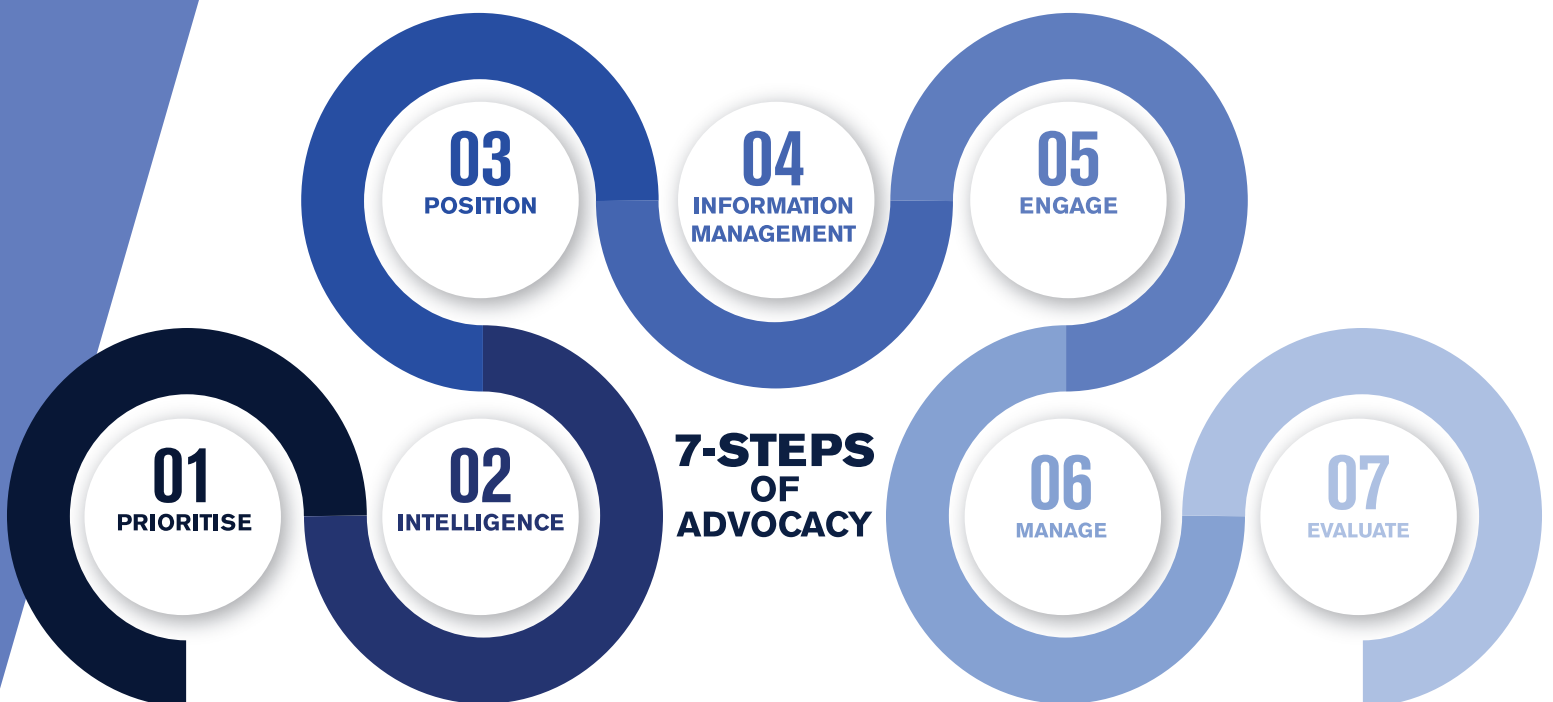 01
PRIORITISE
02
INTELLIGENCE
03
POSITION
04
INFORMATION
MANAGEMENT
05
ENGAGE
06
MANAGE
07
EVALUATE
7-STEPS
OF
ADVOCACY